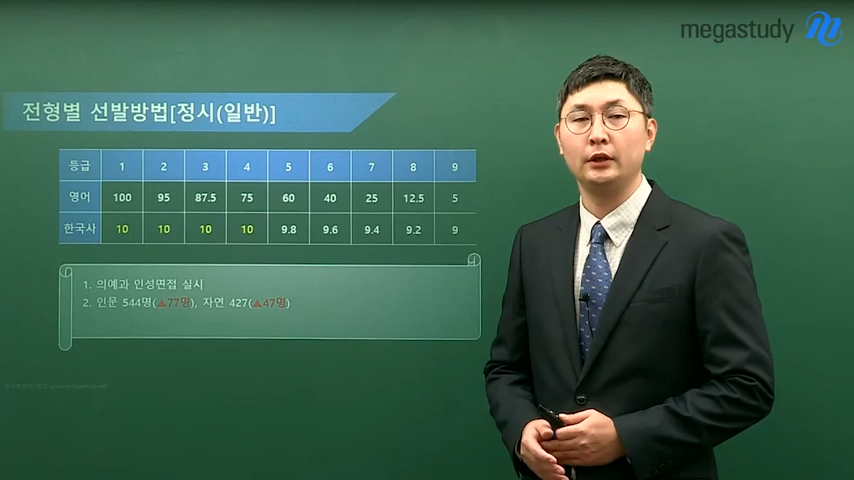 megastudy
전형별 선발방법[정시(일반)]
등급 1 2 3 4 5 6 7 8 9
영어 100 95 87.5 75 60 40 25 12.5 5
한국사 10 10 10 10 9.8 9.6 9.4 9.2 9
1. 의예과 인성면접 실시
2. 인문 544명(▲77명), 자연 427(▲47명)